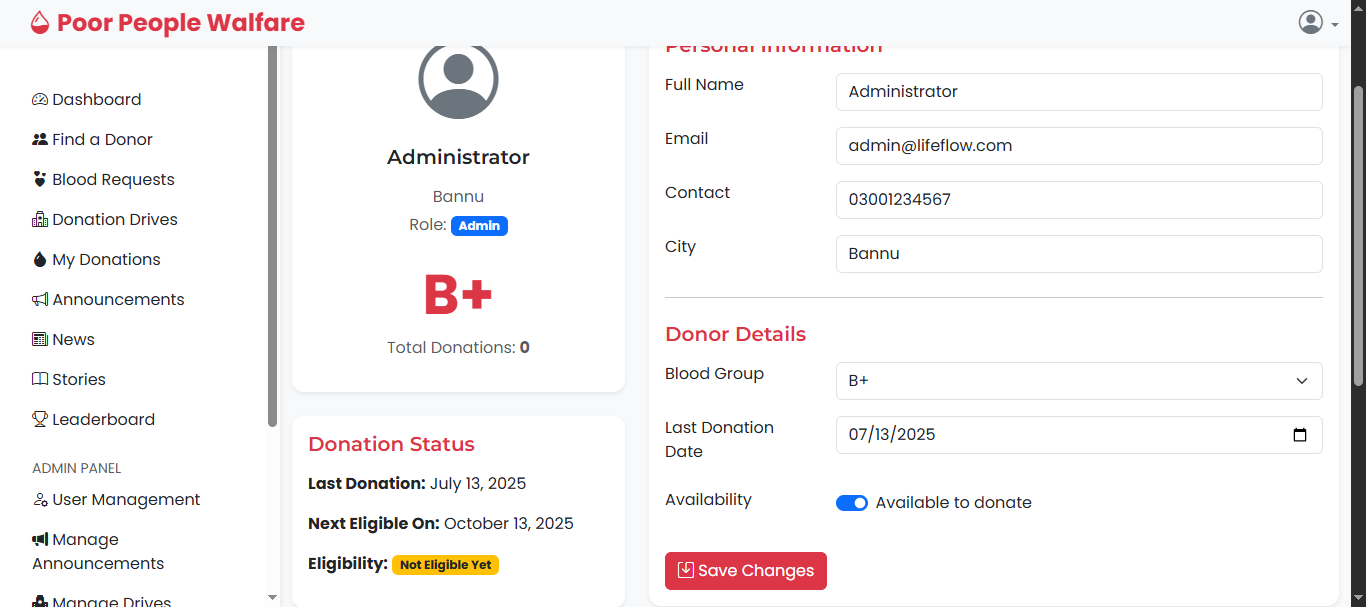 Poor People Walfare
Dashboard
Find a Donor
Blood Requests
Donation Drives
My Donations
Announcements
News
Stories
Leaderboard
ADMIN PANEL
User Management
Manage
Announcements
Manage Drives
Administrator
Bannu
Role: Admin
B+
Total Donations: 0
Donation Status
Last Donation: July 13, 2025
Next Eligible On: October 13, 2025
Eligibility: Not Eligible Yet
Personal Information
Full Name
Administrator
Email
admin@lifeflow.com
Contact
03001234567
City
Bannu
Donor Details
Blood Group
B+
Last Donation
Date
07/13/2025
Availability
Available to donate
Save Changes